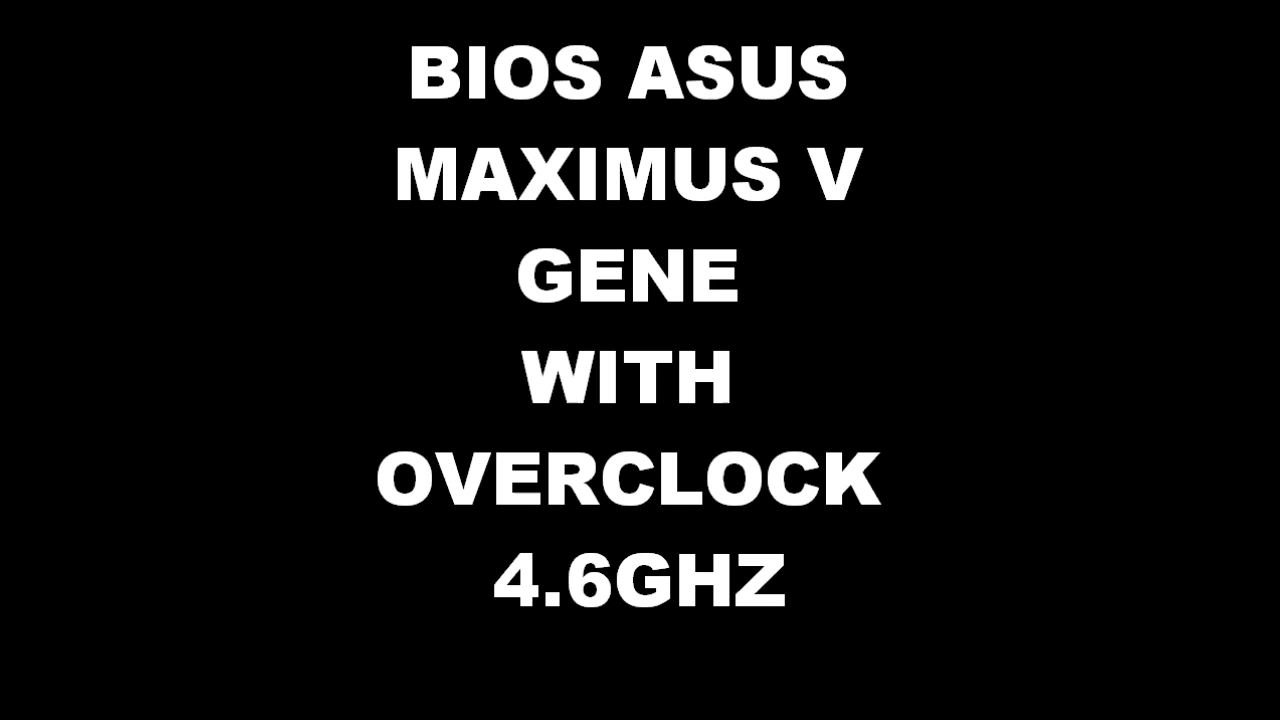 BIOS ASUS
MAXIMUS V
GENE
WITH
OVERCLOCK
4.6GHZ